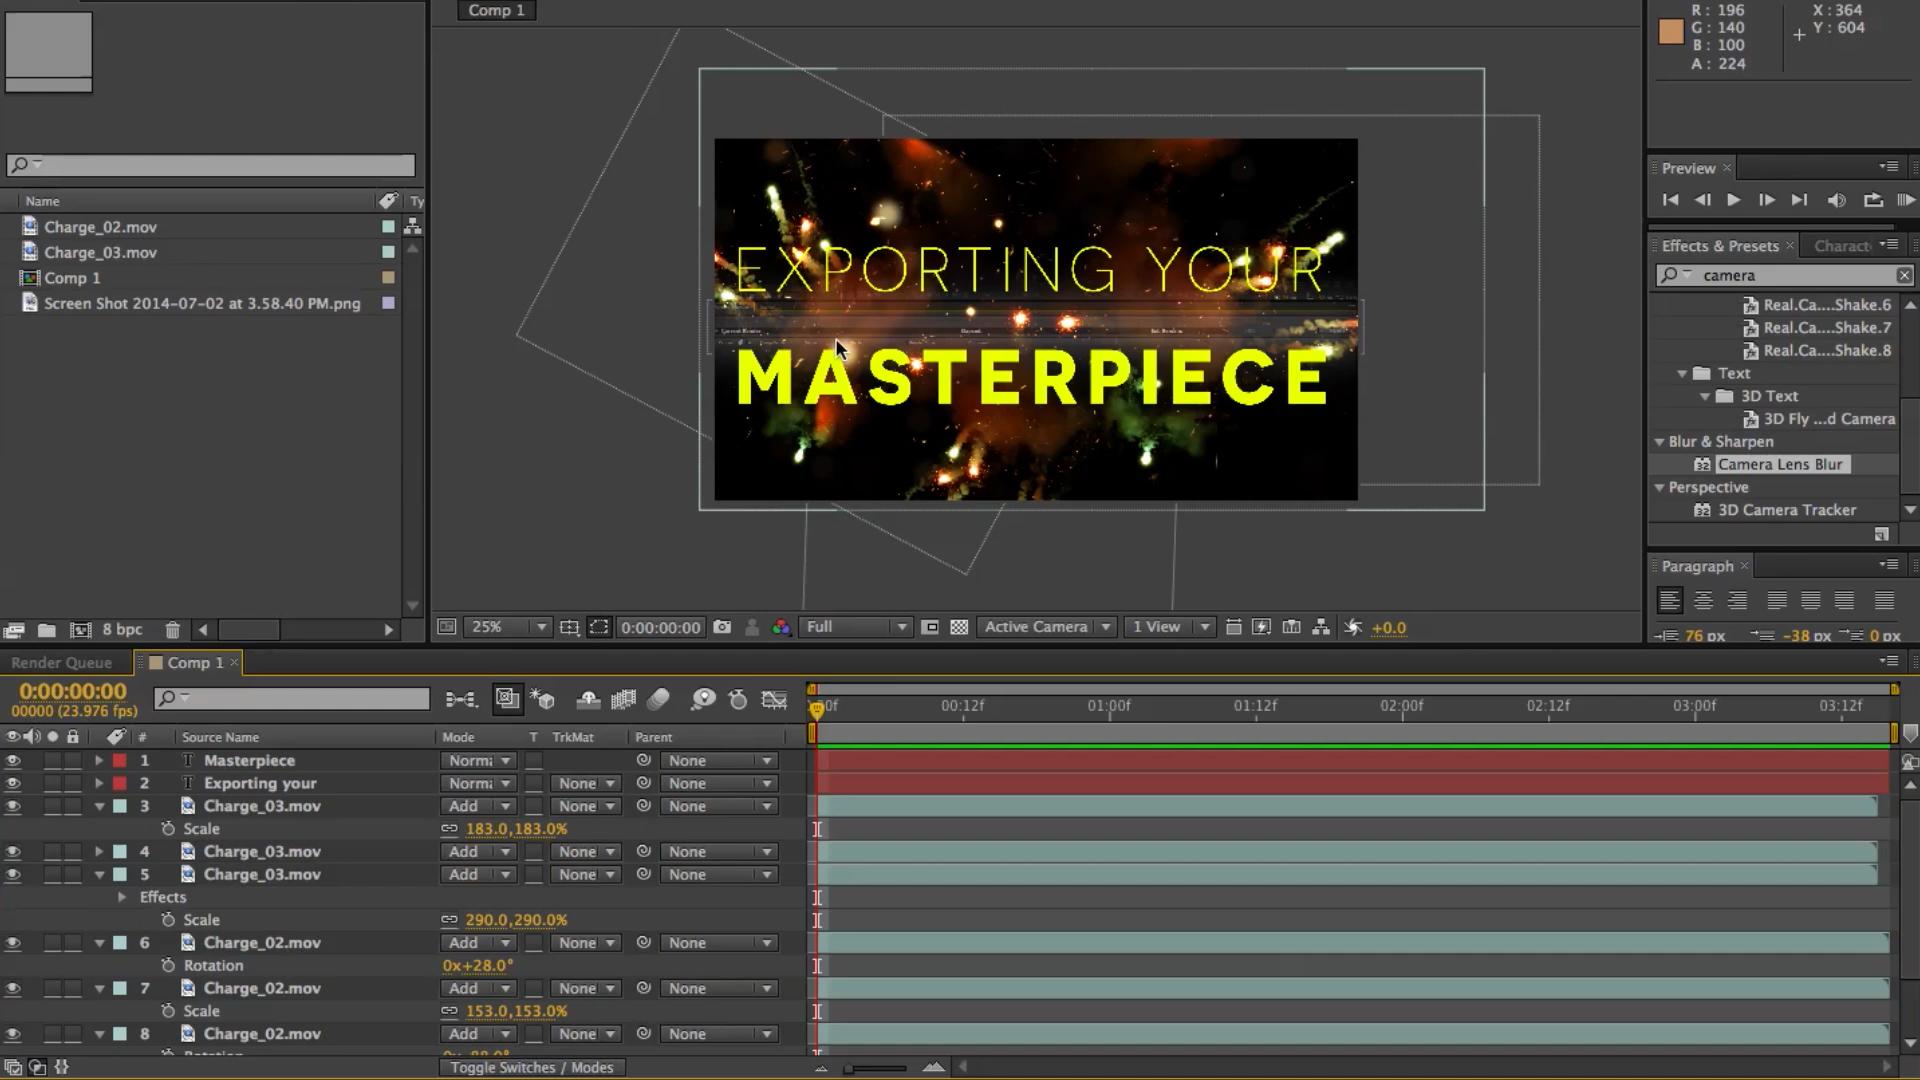 Comp 1
R : 196
G : 140
B : 100
A : 224
X : 364
Y : 604
Name
Ty
Charge_02.mov
Charge_03.mov
Comp 1
Screen Shot 2014-07-02 at 3.58.40 PM.png
8 bpc
EXPORTING YOUR
MASTERPIECE
25%
0:00:00:00
Full
Active Camera
1 View
+0.0
Preview
Effects & Presets
Charact
camera
Real.Ca....Shake.6
Real.Ca....Shake.7
Real.Ca....Shake.8
Text
3D Text
3D Fly ...d Camera
Blur & Sharpen
32 Camera Lens Blur
Perspective
32 3D Camera Tracker
Paragraph
76 px
-38 px
0 px
Render Queue
Comp 1
0:00:00:00
00000 (23.976 fps)
00f 00:12f 01:00f 01:12f 02:00f 02:12f 03:00f 03:12f
# Source Name Mode T TrkMat Parent
1 T Masterpiece Norma None
2 T Exporting your Norma None None
3 Charge_03.mov Add None None
Scale 183.0,183.0%
4 Charge_03.mov Add None None
5 Charge_03.mov Add None None
Effects
Scale 290.0,290.0%
6 Charge_02.mov Add None None
Rotation 0x+28.0°
7 Charge_02.mov Add None None
Scale 153.0,153.0%
8 Charge_02.mov Add None None
Toggle Switches / Modes